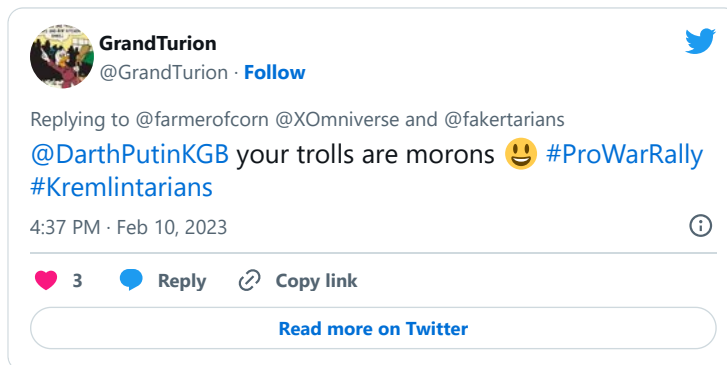 GrandTurion
@GrandTurion · Follow
Replying to @farmerofcorn @XOmniverse and @fakertarians
@DarthPutinKGB your trolls are morons 😃 #ProWarRally
#Kremlintarians
4:37 PM · Feb 10, 2023
3 Reply Copy link
Read more on Twitter